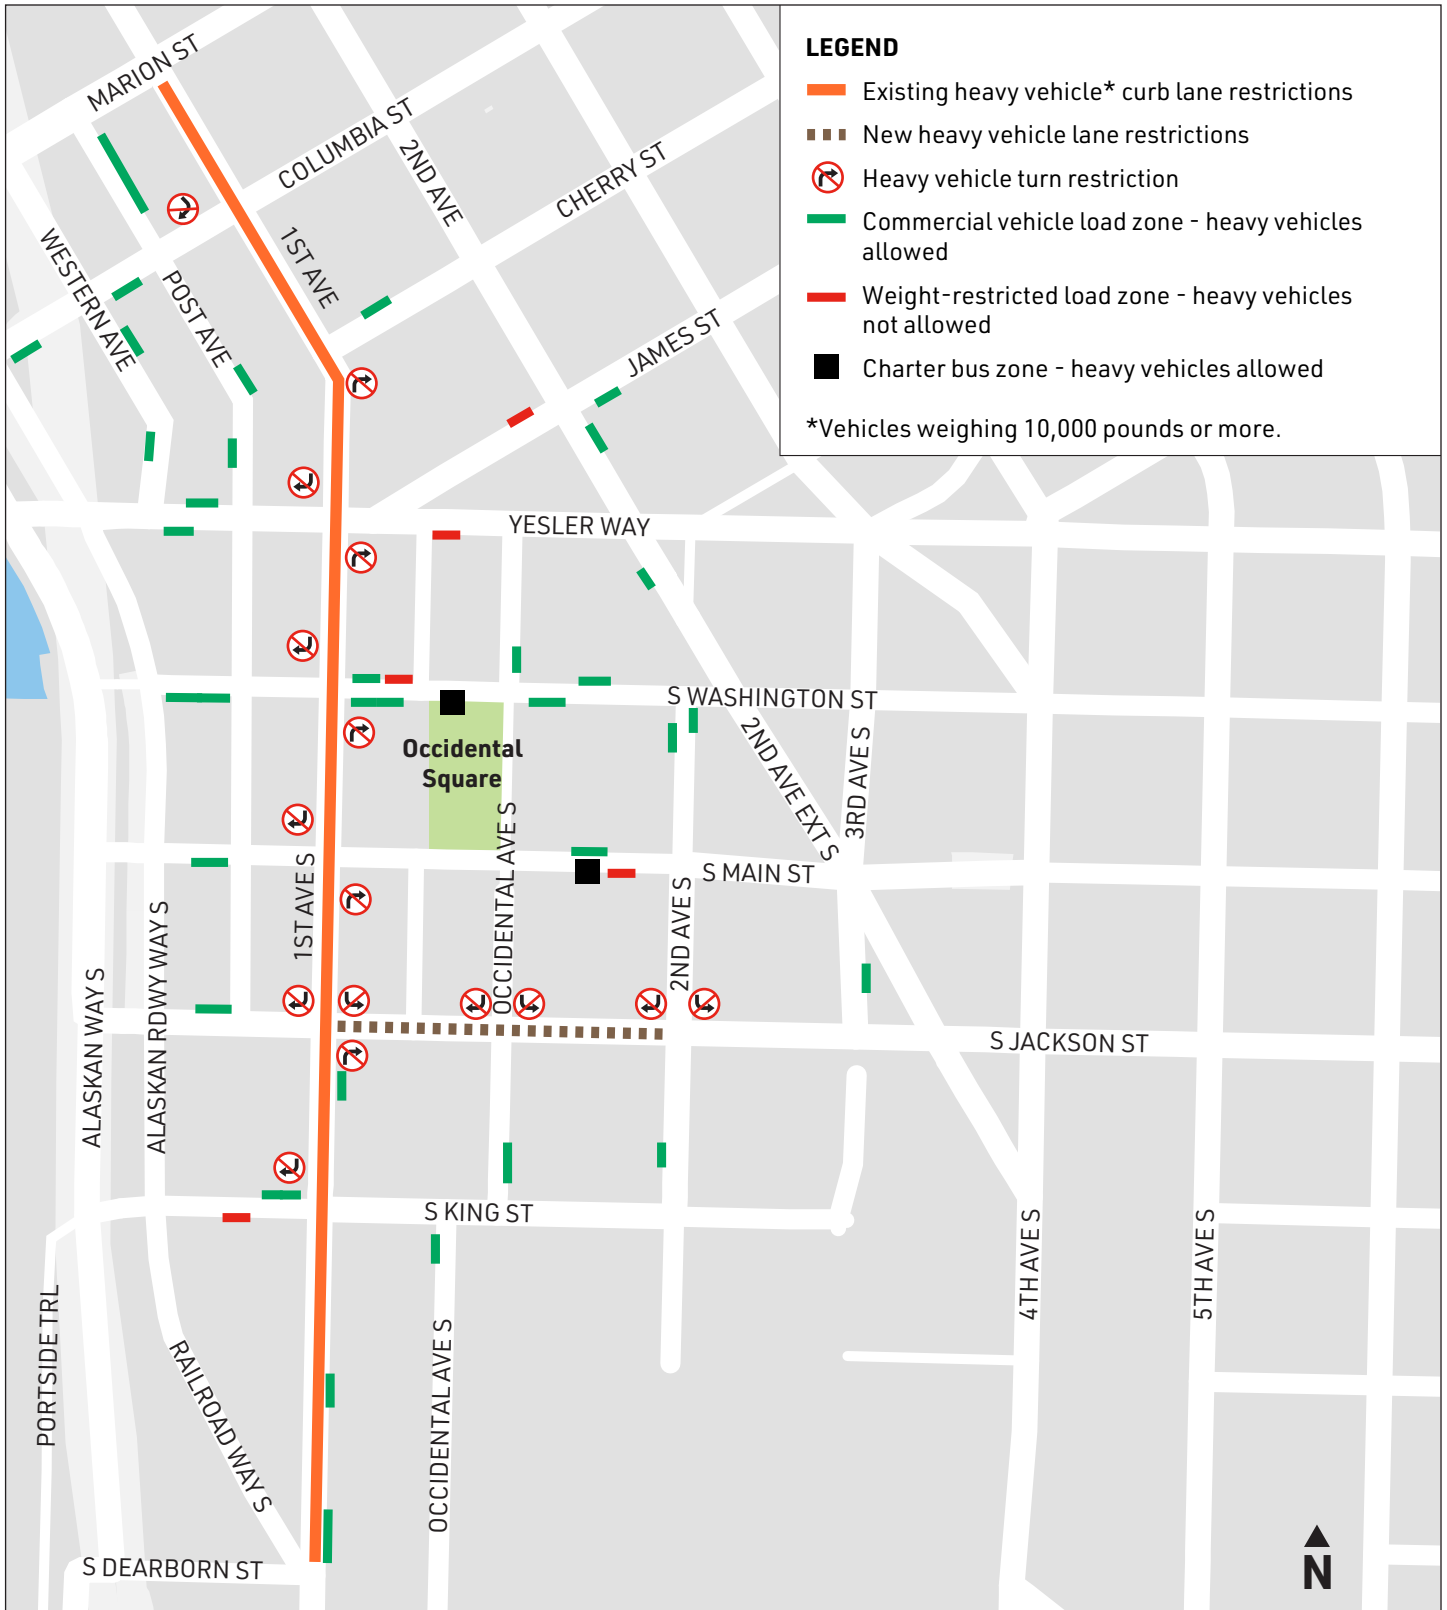 LEGEND
Existing heavy vehicle* curb lane restrictions
New heavy vehicle lane restrictions
Heavy vehicle turn restriction
Commercial vehicle load zone - heavy vehicles
allowed
Weight-restricted load zone - heavy vehicles
not allowed
Charter bus zone - heavy vehicles allowed
*Vehicles weighing 10,000 pounds or more.
MARION ST
COLUMBIA ST
2ND AVE
CHERRY ST
WESTERN AVE
POST AVE
1ST AVE
JAMES ST
YESLER WAY
S WASHINGTON ST
Occidental
Square
2ND AVE EXT S
3RD AVE S
OCCIDENTAL AVE S
1ST AVE S
S MAIN ST
2ND AVE S
ALASKAN WAY S
ALASKAN RDWY WAY S
S JACKSON ST
S KING ST
4TH AVE S
5TH AVE S
PORTSIDE TRL
RAILROAD WAY S
OCCIDENTAL AVE S
S DEARBORN ST
N